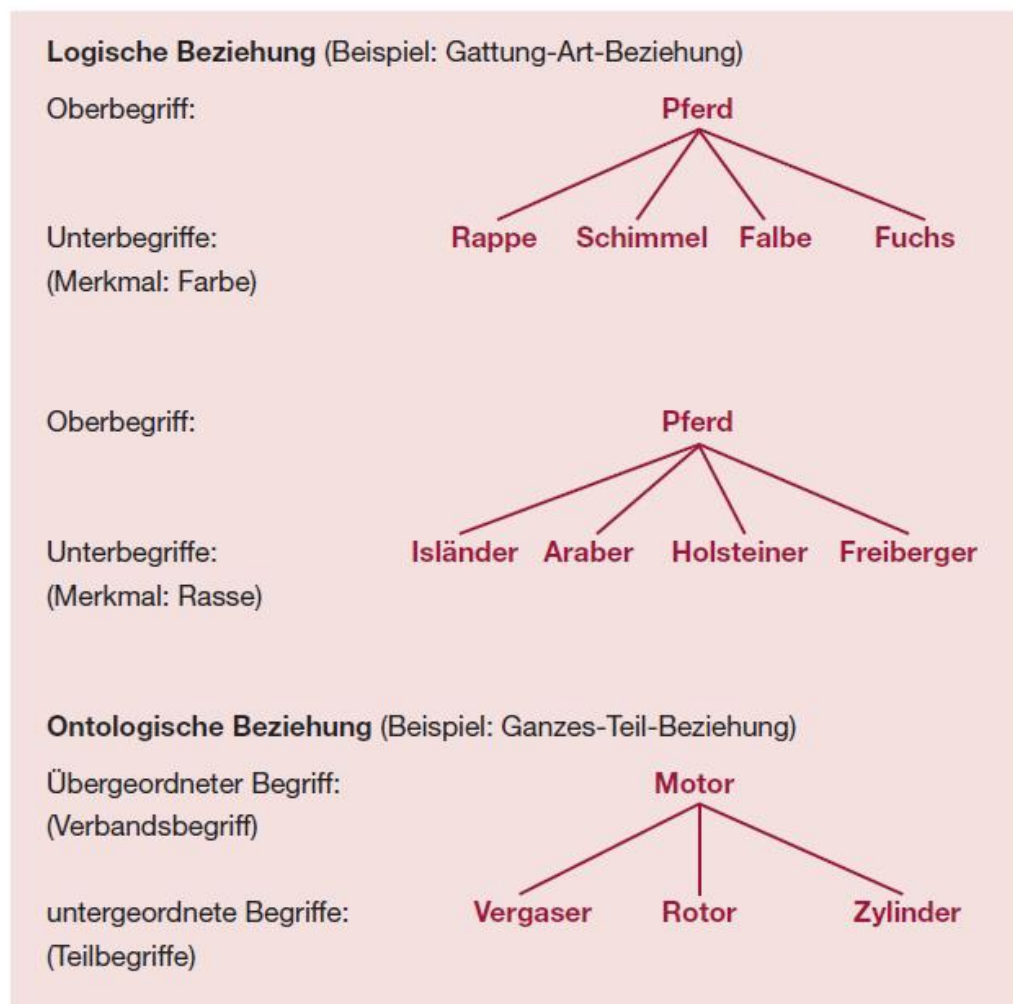 Logische Beziehung (Beispiel: Gattung-Art-Beziehung)
Oberbegriff: Pferd
Unterbegriffe: Rappe Schimmel Falbe Fuchs
(Merkmal: Farbe)
Oberbegriff: Pferd
Unterbegriffe: Isländer Araber Holsteiner Freiberger
(Merkmal: Rasse)
Ontologische Beziehung (Beispiel: Ganzes-Teil-Beziehung)
Übergeordneter Begriff: Motor
(Verbandsbegriff)
untergeordnete Begriffe: Vergaser Rotor Zylinder
(Teilbegriffe)